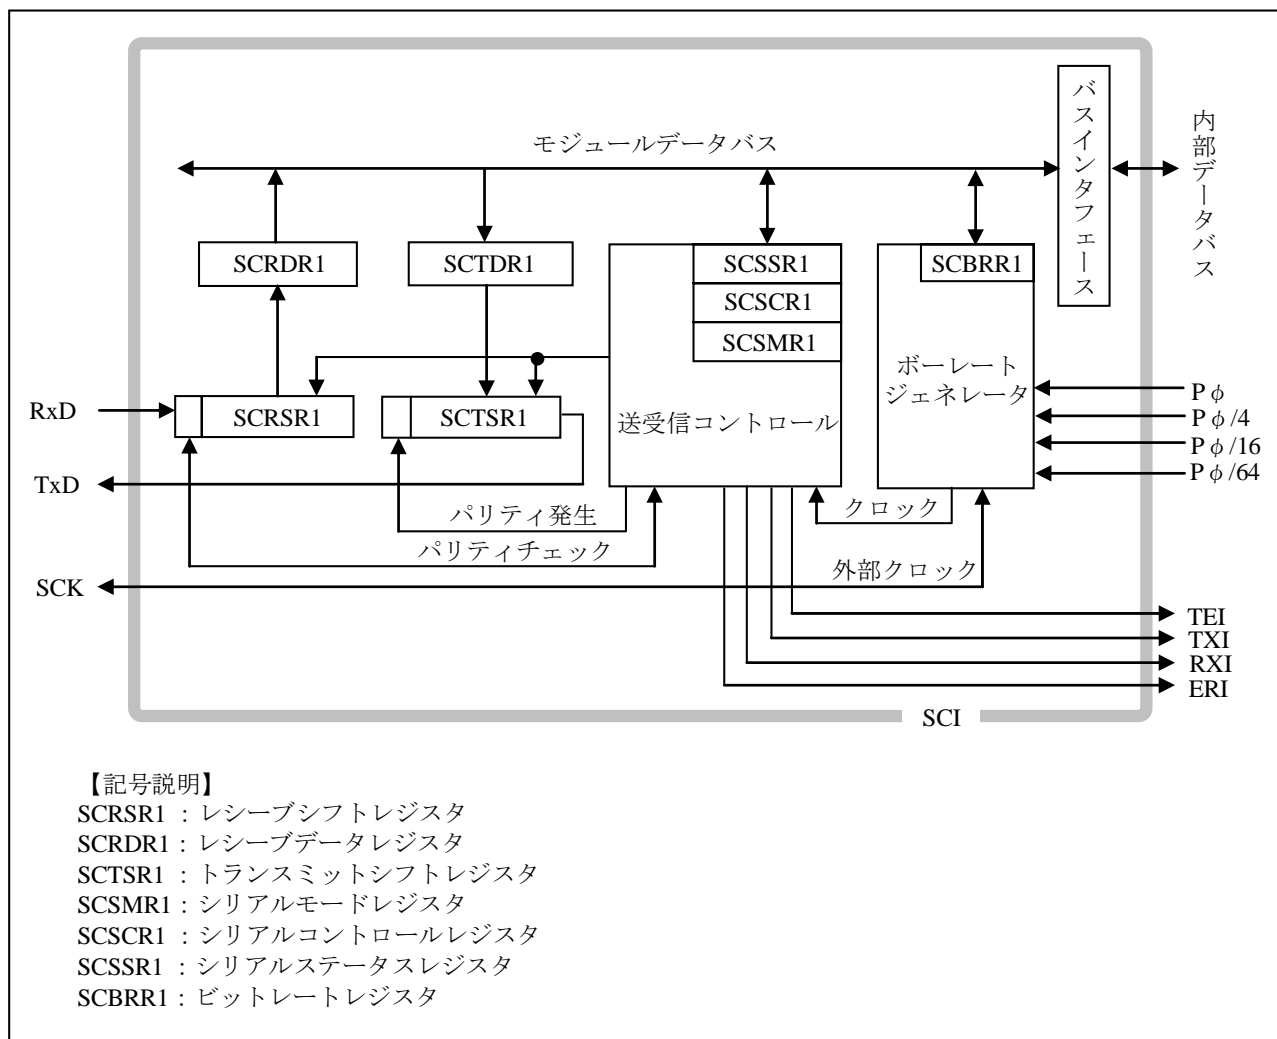 バスインタフェース
内部データバス
モジュールデータバス
SCRDR1
SCTDR1
SCSSR1
SCSCR1
SCSMR1
SCBRR1
ボーレート
ジェネレータ
RxD
SCRSR1
SCTSR1
送受信コントロール
Pφ
Pφ/4
Pφ/16
Pφ/64
TxD
パリティ発生
クロック
パリティチェック
SCK
外部クロック
TEI
TXI
RXI
ERI
SCI
【記号説明】
SCRSR1 : レシーブシフトレジスタ
SCRDR1 : レシーブデータレジスタ
SCTSR1 : トランスミットシフトレジスタ
SCSMR1 : シリアルモードレジスタ
SCSCR1 : シリアルコントロールレジスタ
SCSSR1 : シリアルステータスレジスタ
SCBRR1 : ビットレートレジスタ